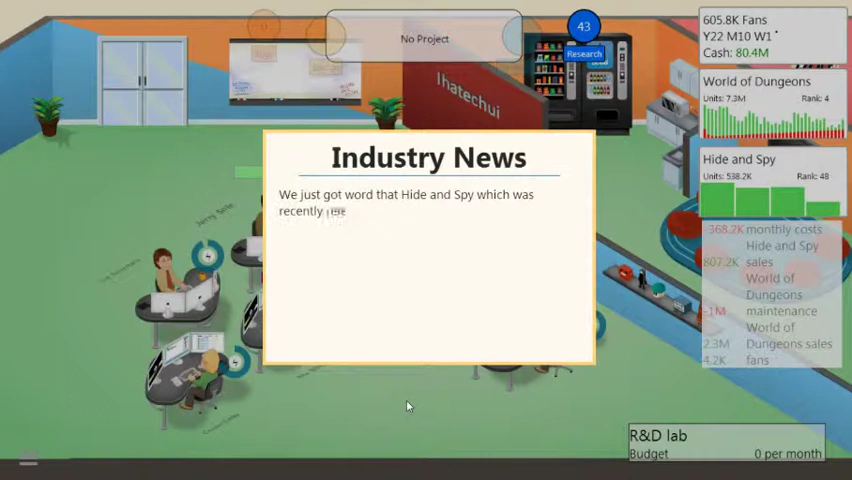 605.8K Fans
Y22 M10 W1
Cash: 80.4M
No Project
43
Research
World of Dungeons
Units: 7.3M Rank: 4
Ihatechui
Industry News
We just got word that Hide and Spy which was
recently
Hide and Spy
Units: 538.2K Rank: 48
-368.2K monthly costs
Hide and Spy
807.2K sales
World of
Dungeons
-1M maintenance
World of
2.3M Dungeons sales
4.2K fans
R&D lab
Budget 0 per month